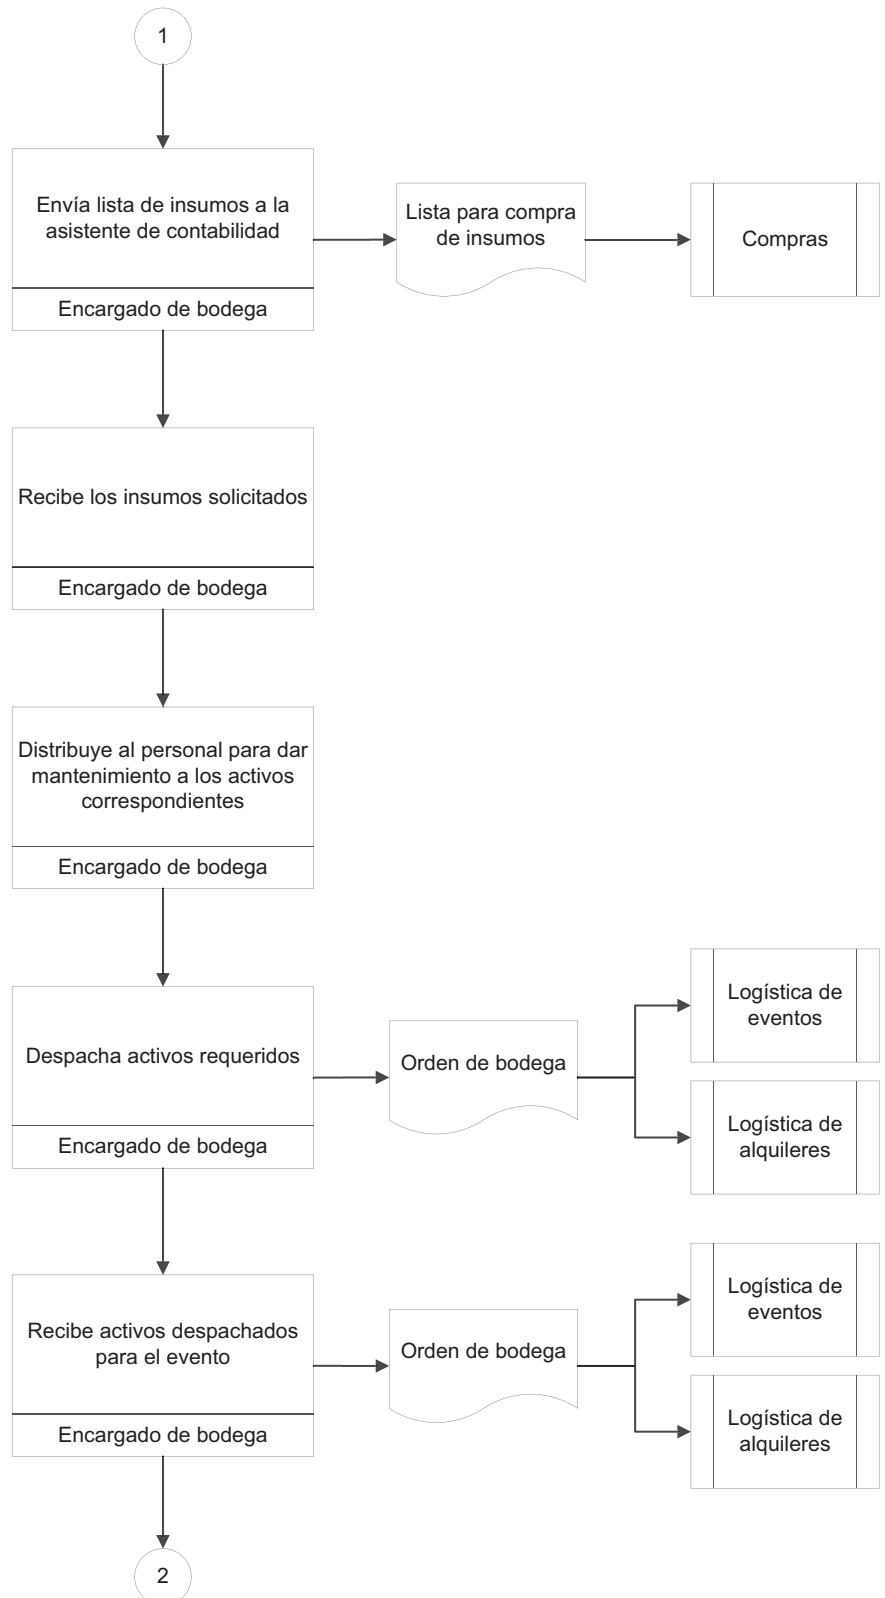 1
Envía lista de insumos a la
asistente de contabilidad
Encargado de bodega
Lista para compra
de insumos
Compras
Recibe los insumos solicitados
Encargado de bodega
Distribuye al personal para dar
mantenimiento a los activos
correspondientes
Encargado de bodega
Despacha activos requeridos
Encargado de bodega
Orden de bodega
Logística de
eventos
Logística de
alquileres
Recibe activos despachados
para el evento
Encargado de bodega
Orden de bodega
Logística de
eventos
Logística de
alquileres
2